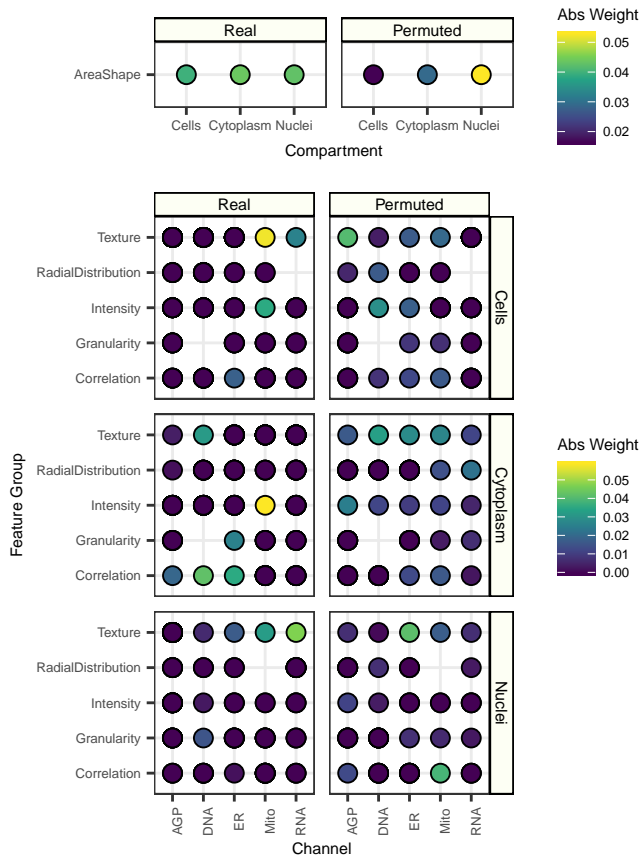 Real
Permuted
AreaShape
Cells Cytoplasm Nuclei
Cells Cytoplasm Nuclei
Compartment
Abs Weight
0.05
0.04
0.03
0.02
Real
Permuted
Feature Group
Texture
RadialDistribution
Intensity
Granularity
Correlation
Cells
Texture
RadialDistribution
Intensity
Granularity
Correlation
Cytoplasm
Texture
RadialDistribution
Intensity
Granularity
Correlation
Nuclei
AGP
DNA
ER
Mito
RNA
AGP
DNA
ER
Mito
RNA
Channel
Abs Weight
0.05
0.04
0.03
0.02
0.01
0.00